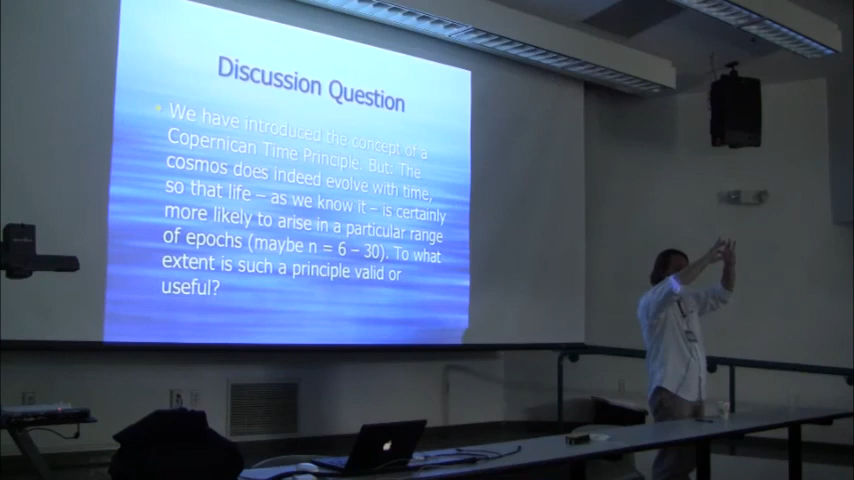 Discussion Question
We have introduced the concept of a
Copernican Time Principle. But: The
cosmos does indeed evolve with time,
so that life – as we know it – is certainly
more likely to arise in a particular range
of epochs (maybe n = 6 – 30). To what
extent is such a principle valid or
useful?